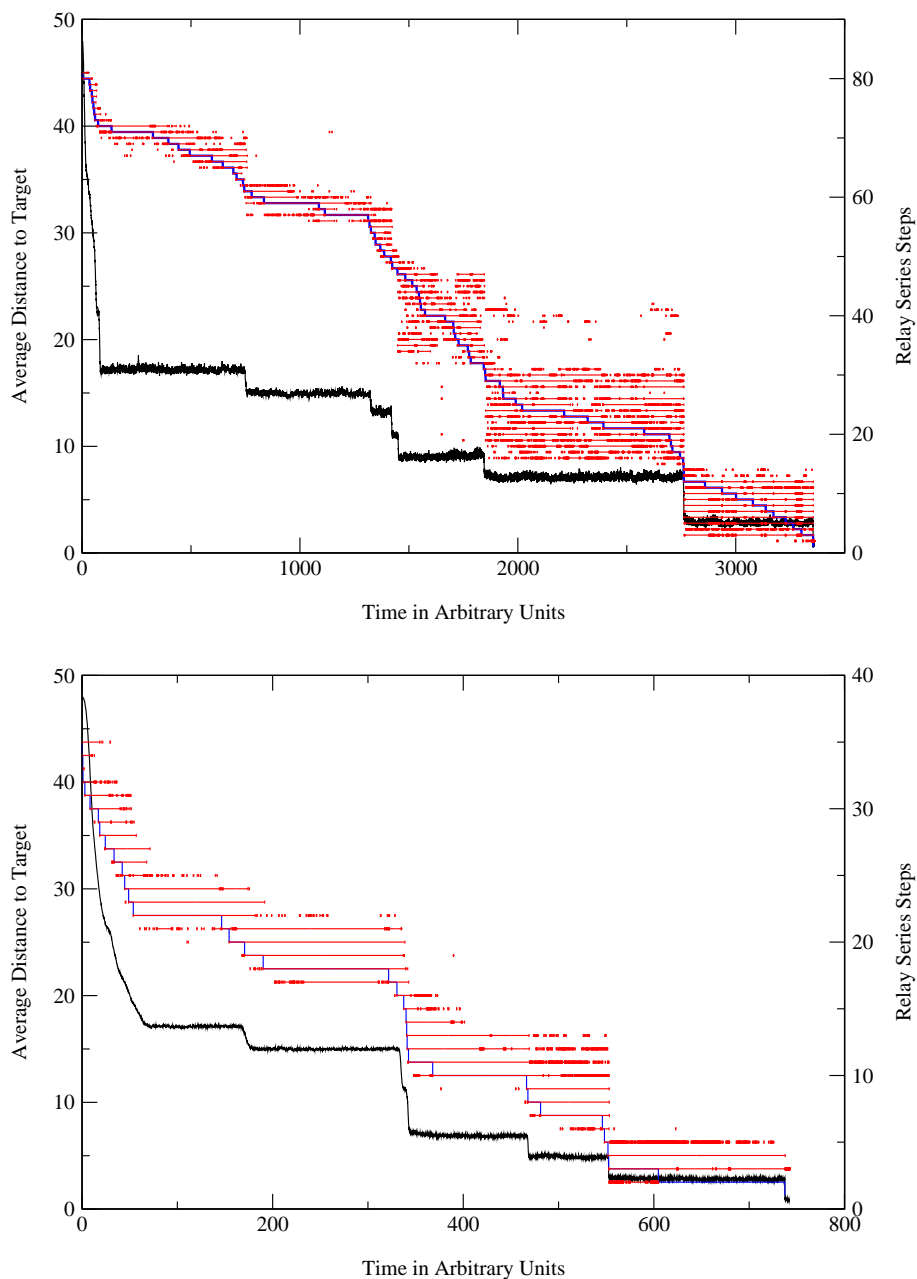 50
40
30
20
10
0
Average Distance to Target
80
60
40
20
0
Relay Series Steps
0 1000 2000 3000
Time in Arbitrary Units
50
40
30
20
10
0
Average Distance to Target
40
30
20
10
0
Relay Series Steps
0 200 400 600 800
Time in Arbitrary Units